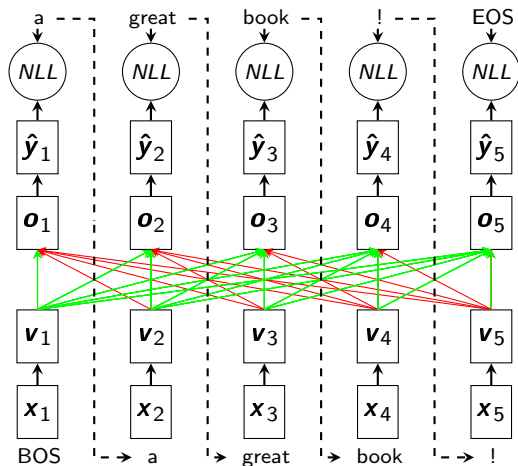 a great book ! EOS
NLL NLL NLL NLL NLL
ŷ1 ŷ2 ŷ3 ŷ4 ŷ5
o1 o2 o3 o4 o5
v1 v2 v3 v4 v5
x1 x2 x3 x4 x5
BOS a great book !